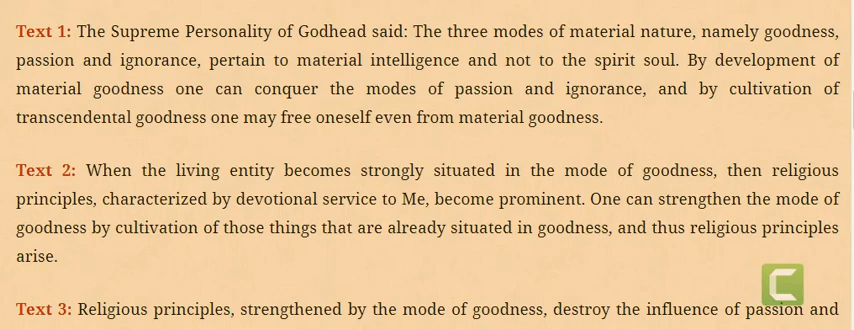 Text 1: The Supreme Personality of Godhead said: The three modes of material nature, namely goodness,
passion and ignorance, pertain to material intelligence and not to the spirit soul. By development of
material goodness one can conquer the modes of passion and ignorance, and by cultivation of
transcendental goodness one may free oneself even from material goodness.
Text 2: When the living entity becomes strongly situated in the mode of goodness, then religious
principles, characterized by devotional service to Me, become prominent. One can strengthen the mode of
goodness by cultivation of those things that are already situated in goodness, and thus religious principles
arise.
Text 3: Religious principles, strengthened by the mode of goodness, destroy the influence of passion and